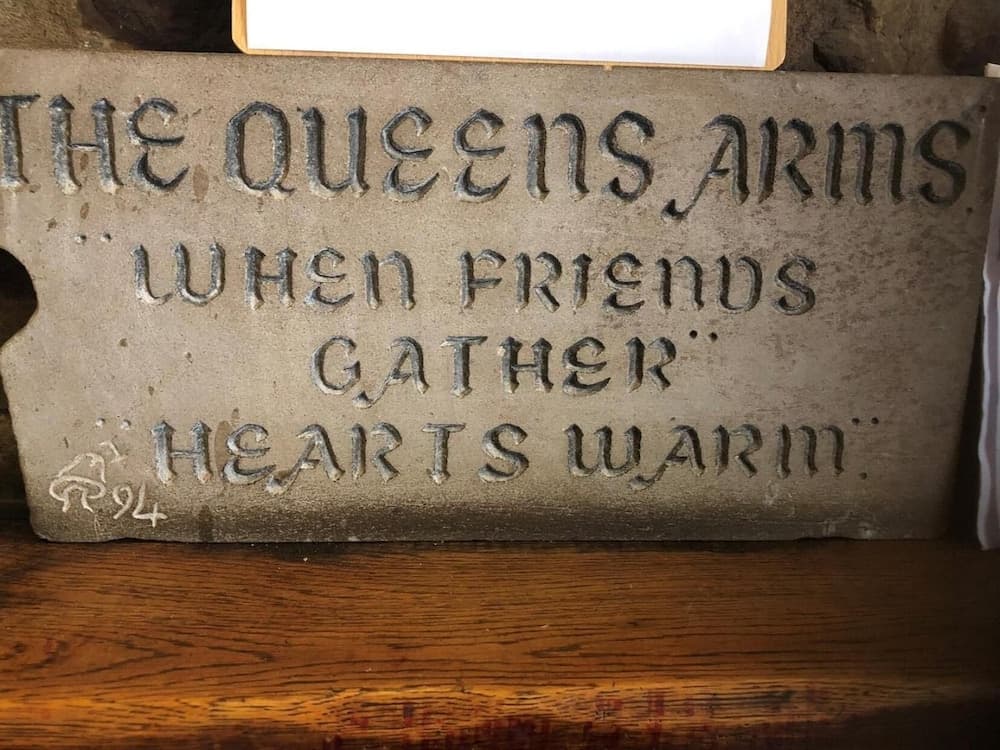 THE QUEENS ARMS
"WHEN FRIENDS
GATHER"
"HEARTS WARM".
94